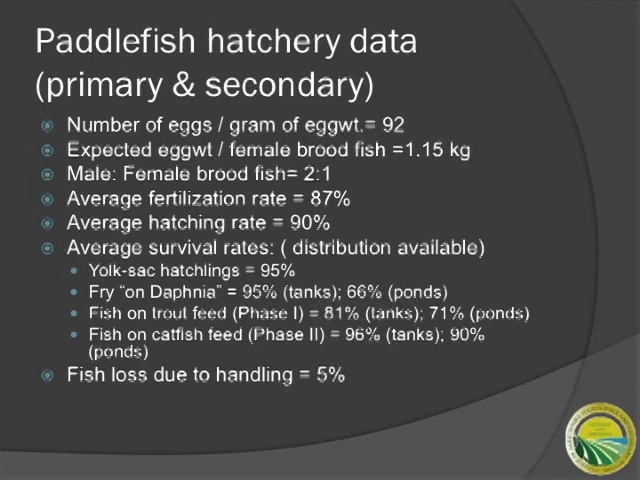 Paddlefish hatchery data
(primary & secondary)
Number of eggs / gram of eggwt.= 92
Expected eggwt / female brood fish =1.15 kg
Male: Female brood fish= 2:1
Average fertilization rate = 87%
Average hatching rate = 90%
Average survival rates: ( distribution available)
Yolk-sac hatchlings = 95%
Fry “on Daphnia” = 95% (tanks); 66% (ponds)
Fish on trout feed (Phase I) = 81% (tanks); 71% (ponds)
Fish on catfish feed (Phase II) = 96% (tanks); 90%
(ponds)
Fish loss due to handling = 5%